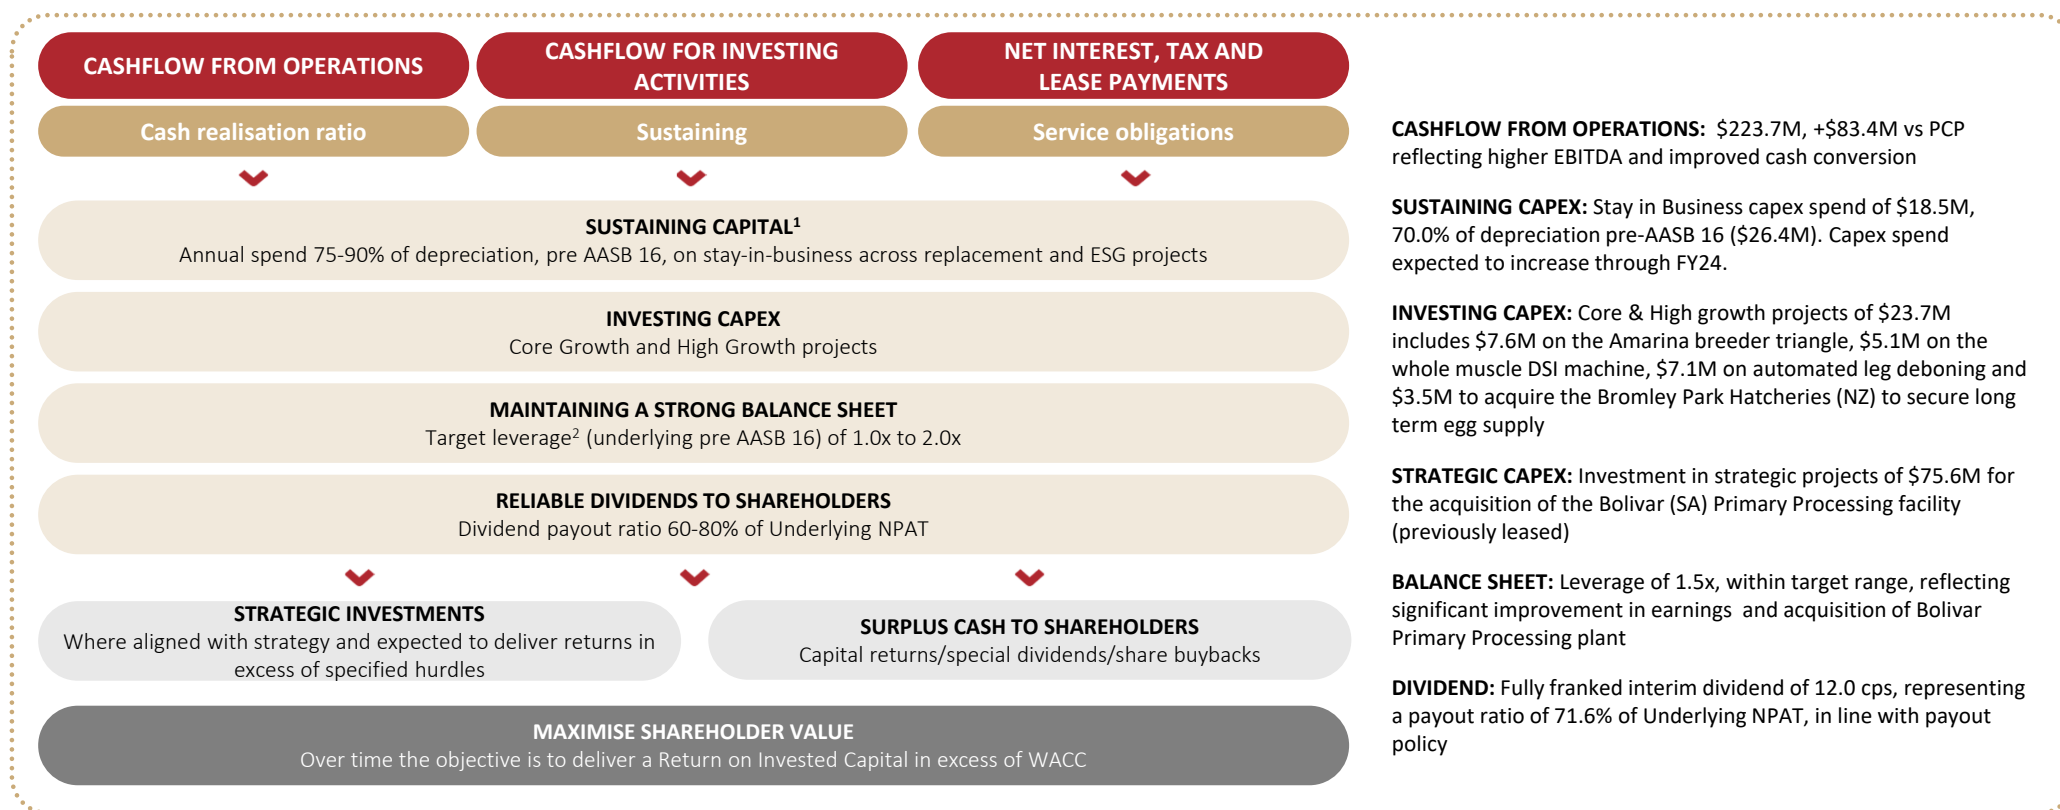 CASHFLOW FROM OPERATIONS
CASHFLOW FOR INVESTING
ACTIVITIES
NET INTEREST, TAX AND
LEASE PAYMENTS
Cash realisation ratio
Sustaining
Service obligations
SUSTAINING CAPITAL¹
Annual spend 75-90% of depreciation, pre AASB 16, on stay-in-business across replacement and ESG projects
INVESTING CAPEX
Core Growth and High Growth projects
MAINTAINING A STRONG BALANCE SHEET
Target leverage² (underlying pre AASB 16) of 1.0x to 2.0x
RELIABLE DIVIDENDS TO SHAREHOLDERS
Dividend payout ratio 60-80% of Underlying NPAT
STRATEGIC INVESTMENTS
Where aligned with strategy and expected to deliver returns in
excess of specified hurdles
SURPLUS CASH TO SHAREHOLDERS
Capital returns/special dividends/share buybacks
MAXIMISE SHAREHOLDER VALUE
Over time the objective is to deliver a Return on Invested Capital in excess of WACC
CASHFLOW FROM OPERATIONS: $223.7M, +$83.4M vs PCP
reflecting higher EBITDA and improved cash conversion
SUSTAINING CAPEX: Stay in Business capex spend of $18.5M,
70.0% of depreciation pre-AASB 16 ($26.4M). Capex spend
expected to increase through FY24.
INVESTING CAPEX: Core & High growth projects of $23.7M
includes $7.6M on the Amarina breeder triangle, $5.1M on the
whole muscle DSI machine, $7.1M on automated leg deboning and
$3.5M to acquire the Bromley Park Hatcheries (NZ) to secure long
term egg supply
STRATEGIC CAPEX: Investment in strategic projects of $75.6M for
the acquisition of the Bolivar (SA) Primary Processing facility
(previously leased)
BALANCE SHEET: Leverage of 1.5x, within target range, reflecting
significant improvement in earnings and acquisition of Bolivar
Primary Processing plant
DIVIDEND: Fully franked interim dividend of 12.0 cps, representing
a payout ratio of 71.6% of Underlying NPAT, in line with payout
policy